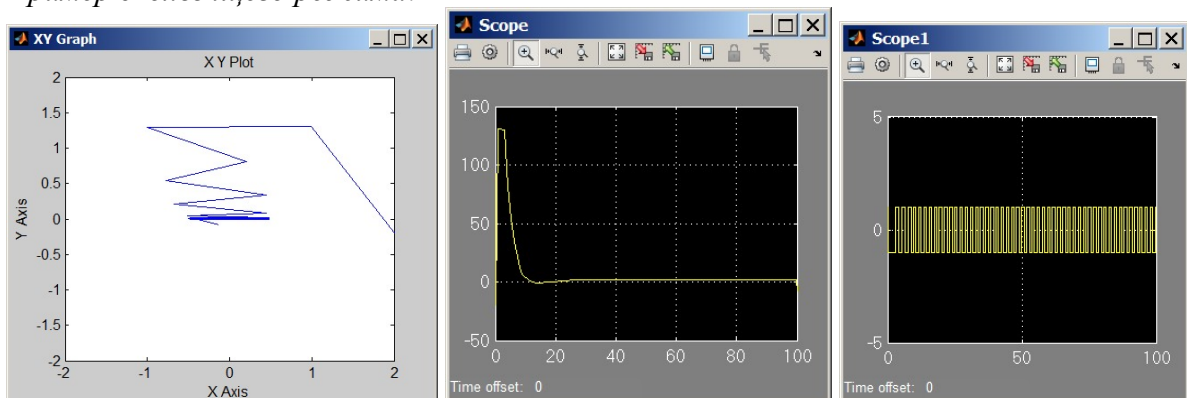 XY Graph
X Y Plot
2
1.5
1
0.5
0
-0.5
-1
-1.5
-2
-2 -1 0 1 2
X Axis
Y Axis
Scope
150
100
50
0
-50
0 20 40 60 80 100
Time offset: 0
Scope1
5
0
-5
0 50 100
Time offset: 0